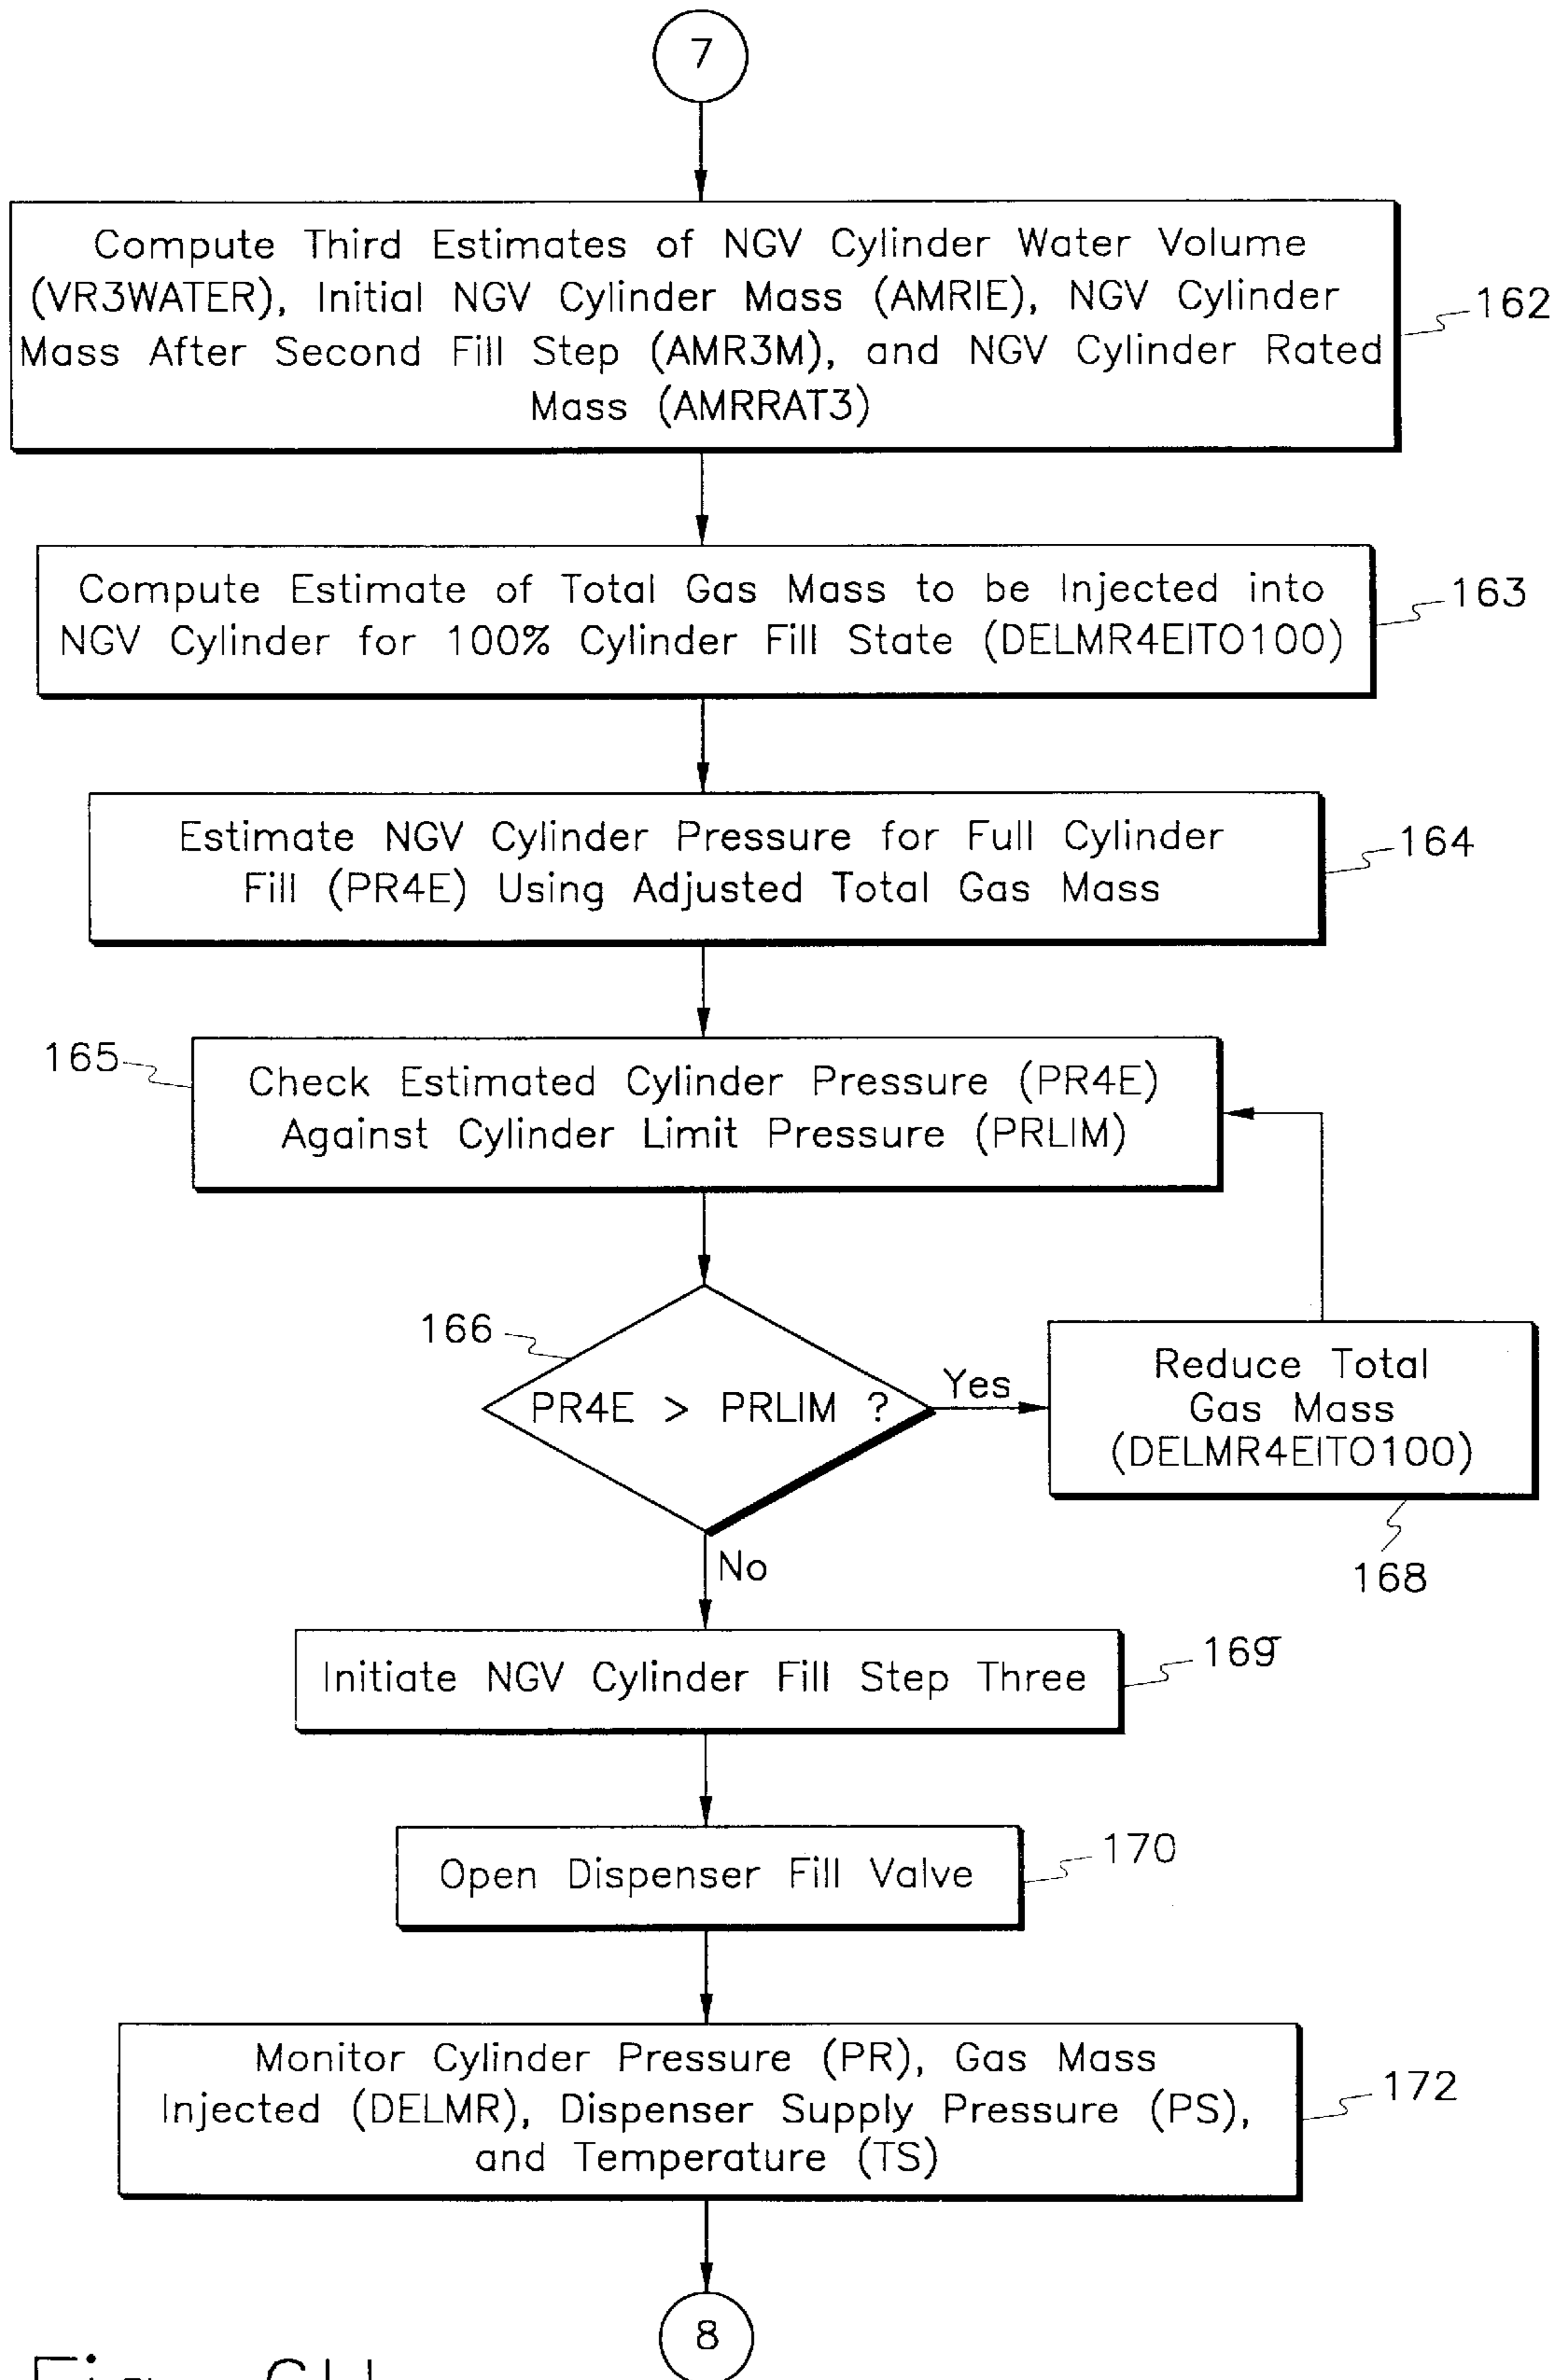 7
Compute Third Estimates of NGV Cylinder Water Volume
(VR3WATER), Initial NGV Cylinder Mass (AMRIE), NGV Cylinder
Mass After Second Fill Step (AMR3M), and NGV Cylinder Rated
Mass (AMRRAT3)
162
Compute Estimate of Total Gas Mass to be Injected into
NGV Cylinder for 100% Cylinder Fill State (DELMR4EITO100)
163
Estimate NGV Cylinder Pressure for Full Cylinder
Fill (PR4E) Using Adjusted Total Gas Mass
164
165
Check Estimated Cylinder Pressure (PR4E)
Against Cylinder Limit Pressure (PRLIM)
166
PR4E > PRLIM ?
Yes
Reduce Total
Gas Mass
(DELMR4EITO100)
168
No
Initiate NGV Cylinder Fill Step Three
169
Open Dispenser Fill Valve
170
Monitor Cylinder Pressure (PR), Gas Mass
Injected (DELMR), Dispenser Supply Pressure (PS),
and Temperature (TS)
172
8